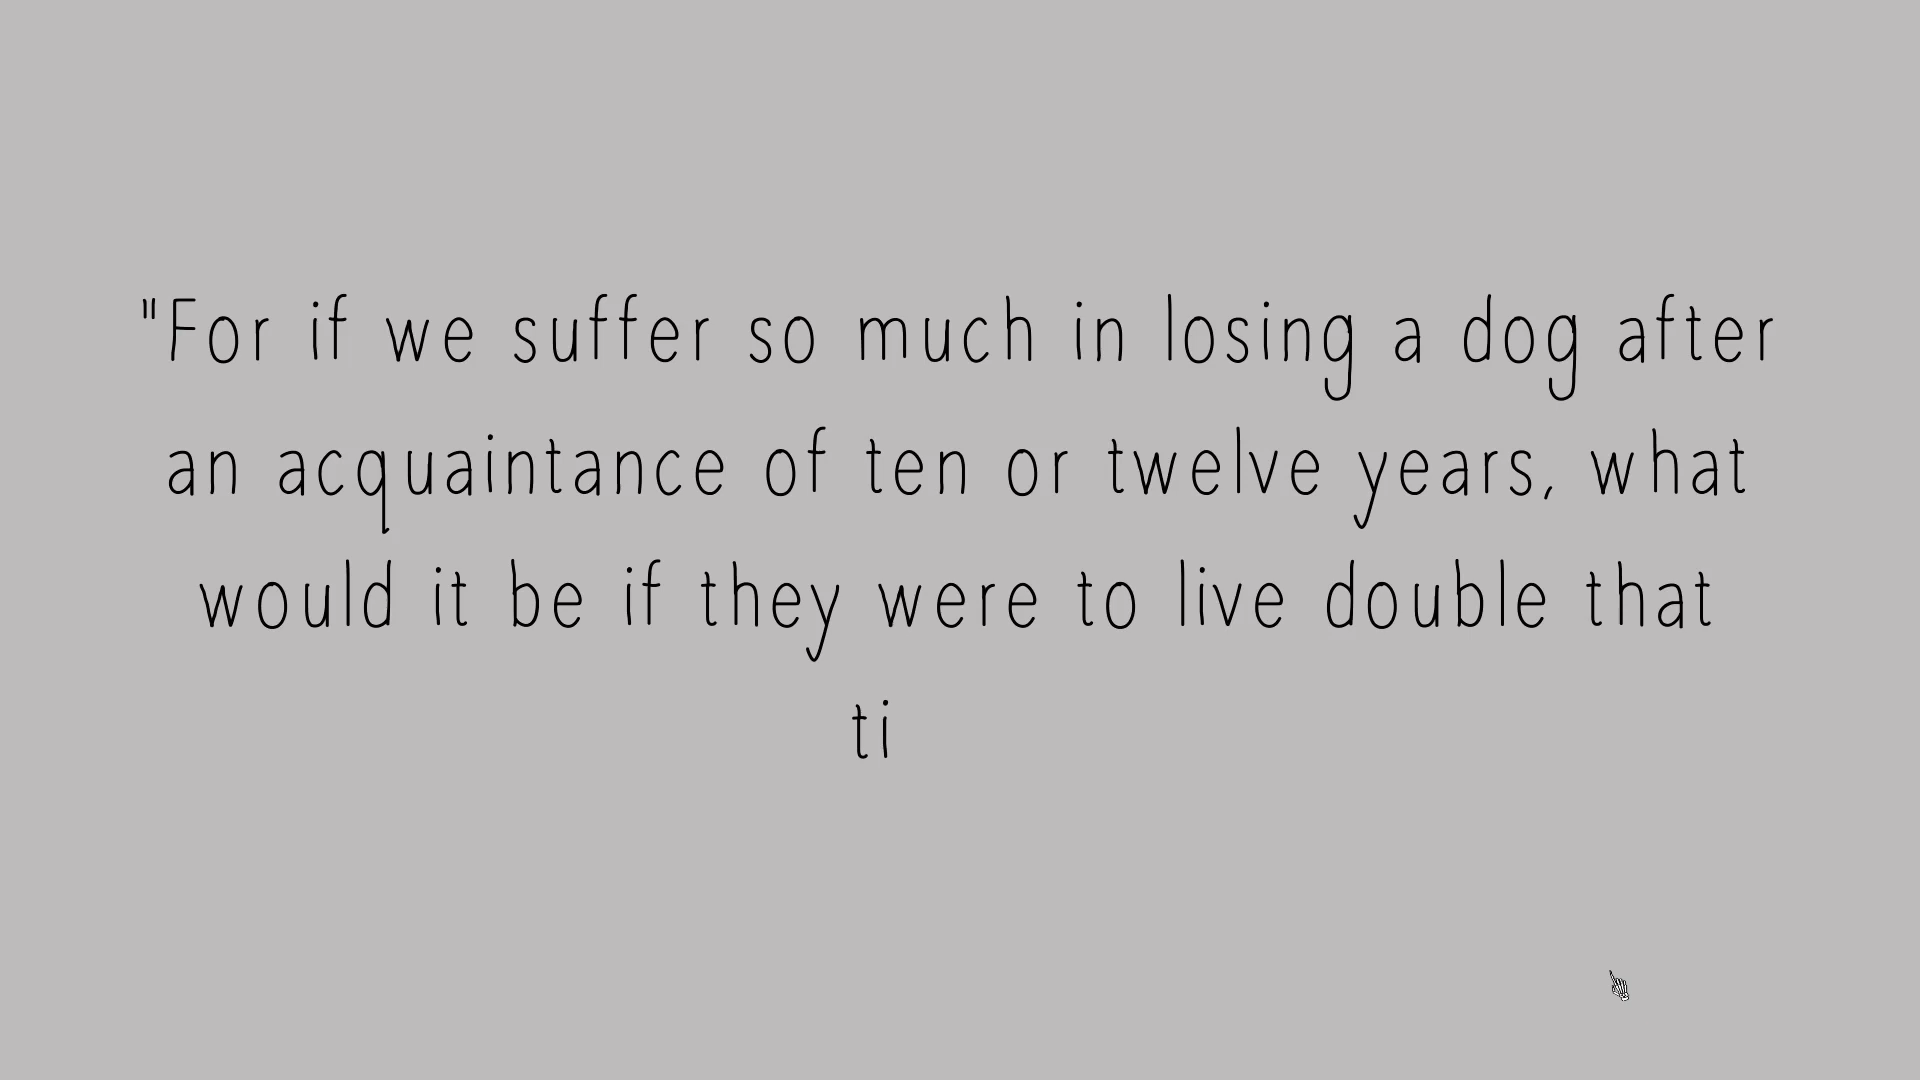 "For if we suffer so much in losing a dog after
an acquaintance of ten or twelve years, what
would it be if they were to live double that
ti